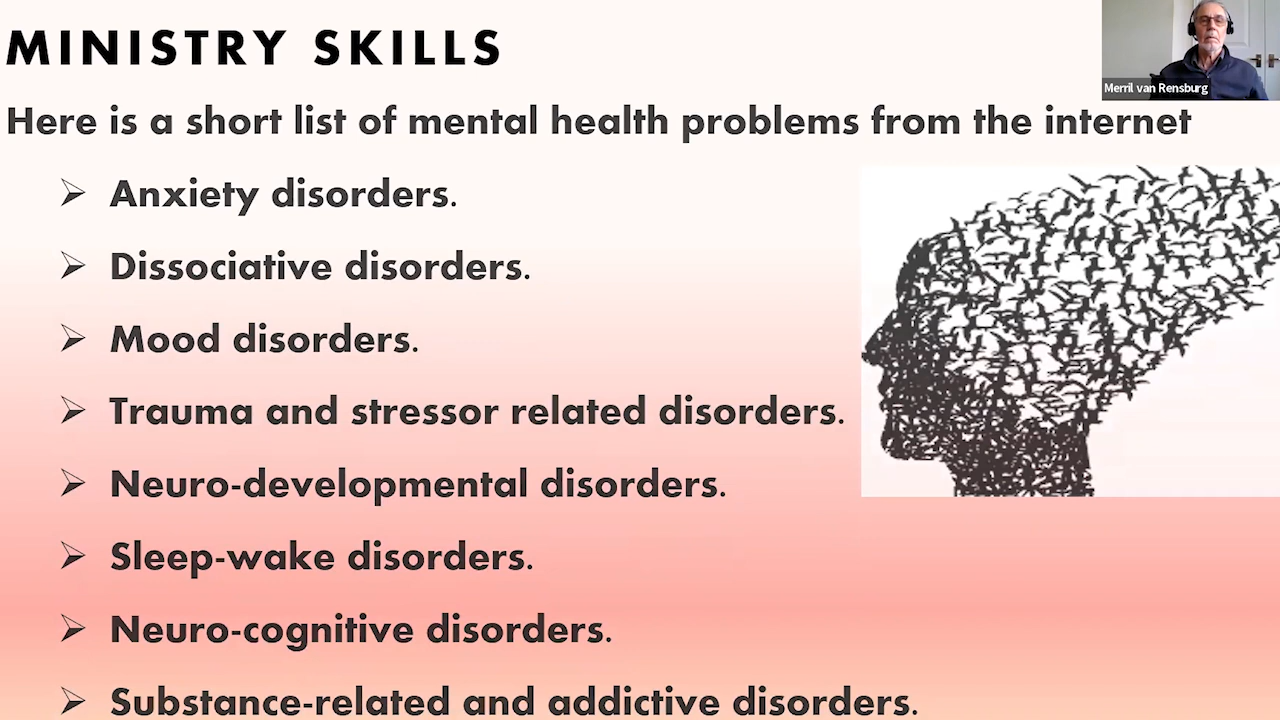 MINISTRY SKILLS
Merril van Rensburg
Here is a short list of mental health problems from the internet
➢ Anxiety disorders.
➢ Dissociative disorders.
➢ Mood disorders.
➢ Trauma and stressor related disorders.
➢ Neuro-developmental disorders.
➢ Sleep-wake disorders.
➢ Neuro-cognitive disorders.
➢ Substance-related and addictive disorders.